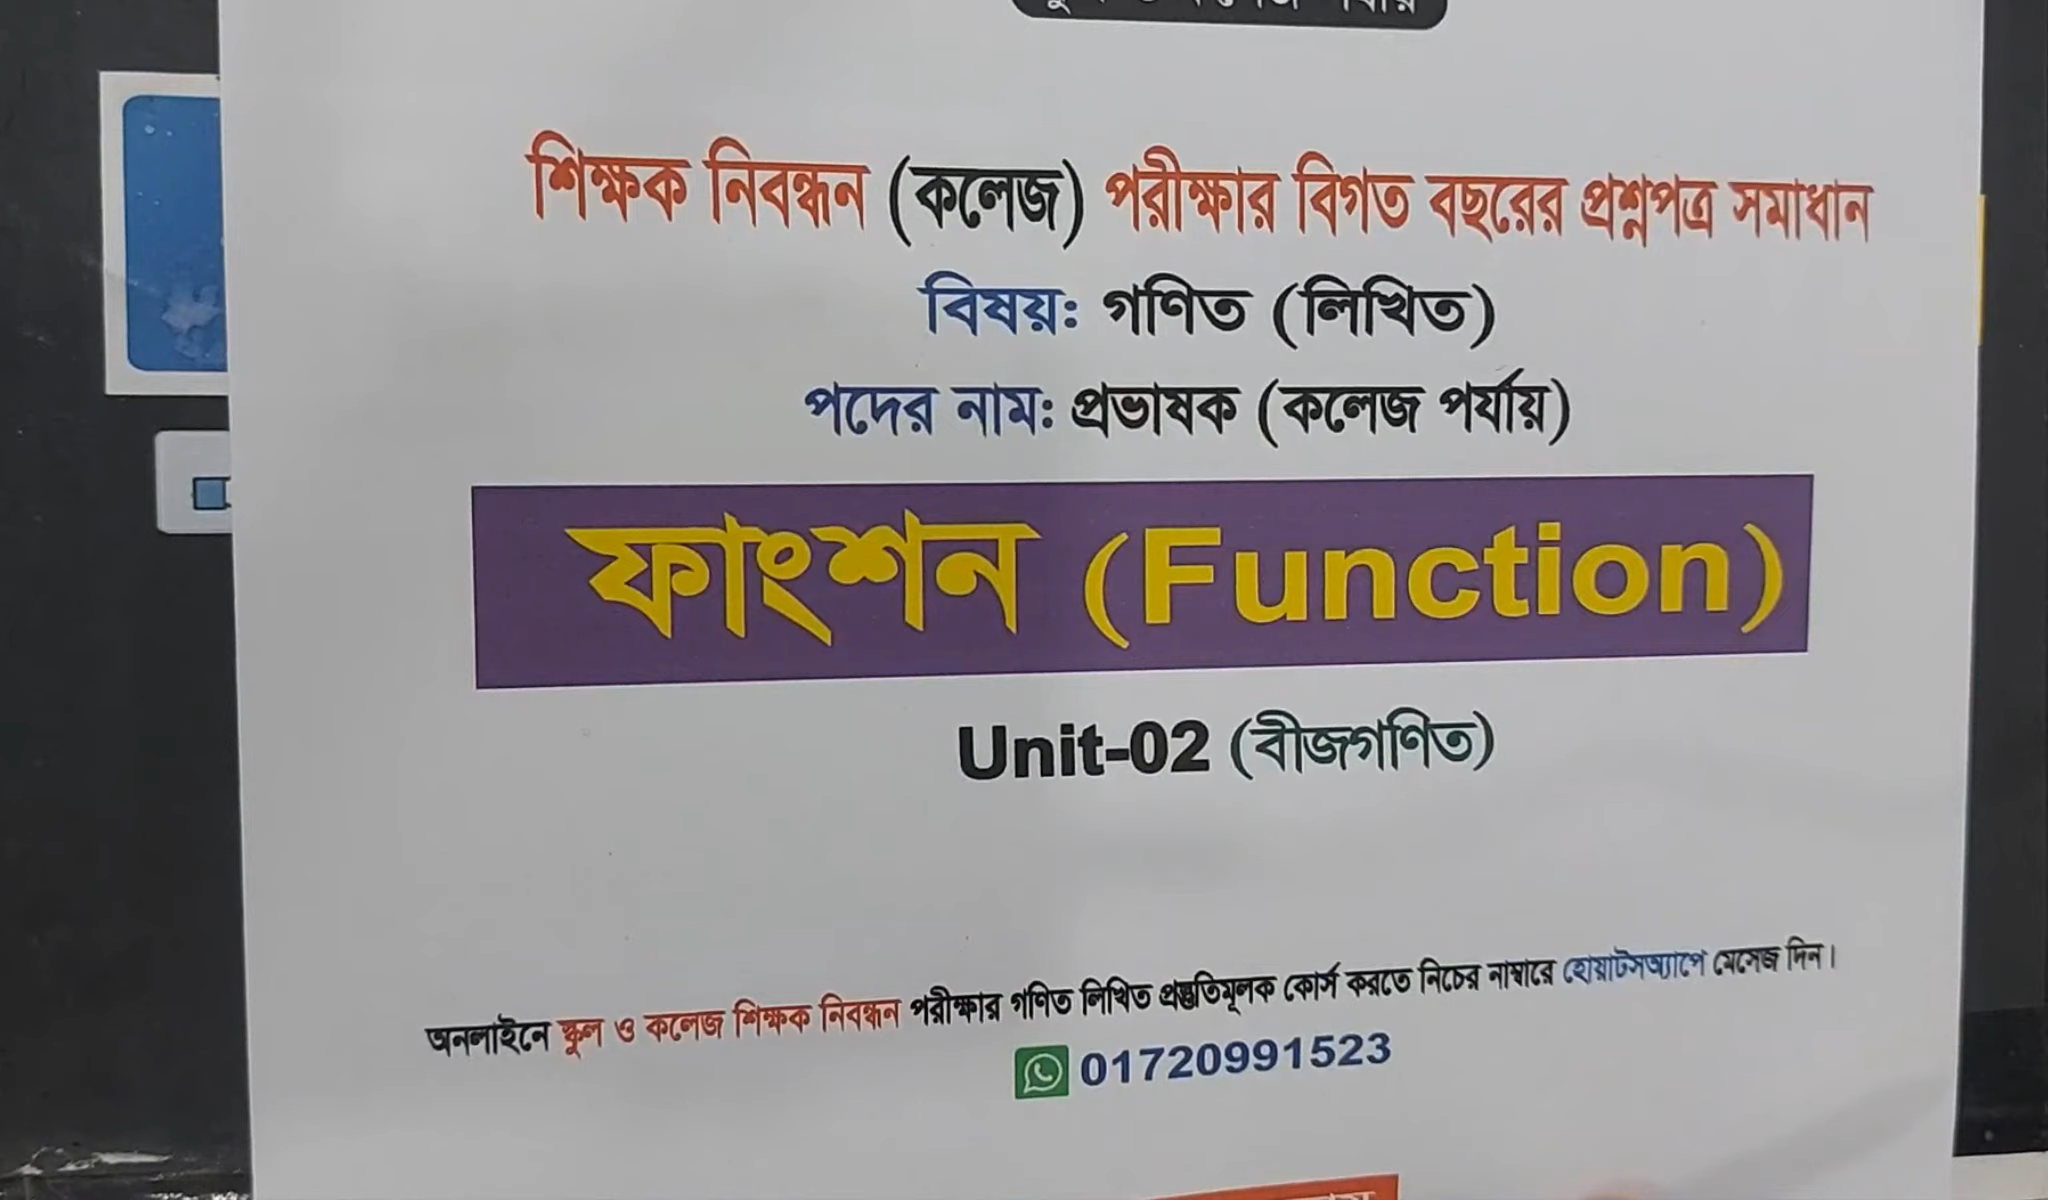 শিক্ষক নিবন্ধন (কলেজ) পরীক্ষার বিগত বছরের প্রশ্নপত্র সমাধান
বিষয়: গণিত (লিখিত)
পদের নাম: প্রভাষক (কলেজ পর্যায়)
ফাংশন (Function)
Unit-02 (বীজগণিত)
অনলাইনে স্কুল ও কলেজ শিক্ষক নিবন্ধন পরীক্ষার গণিত লিখিত প্রস্তুতিমূলক কোর্স করতে নিচের নাম্বারে হোয়াটসঅ্যাপে মেসেজ দিন।
01720991523